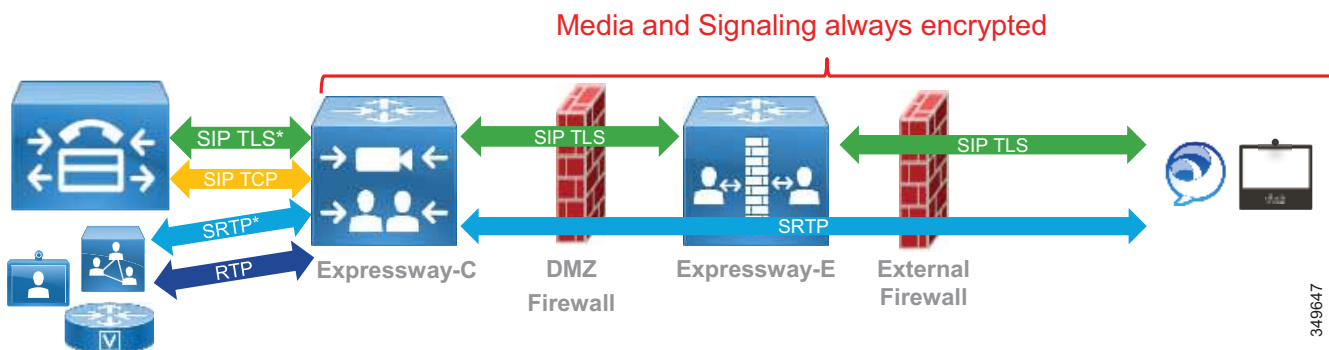 Media and Signaling always encrypted
SIP TLS*
SIP TLS
SIP TLS
SIP TCP
SRTP*
SRTP
RTP
Expressway-C
DMZ
Firewall
Expressway-E
External
Firewall
V
349647